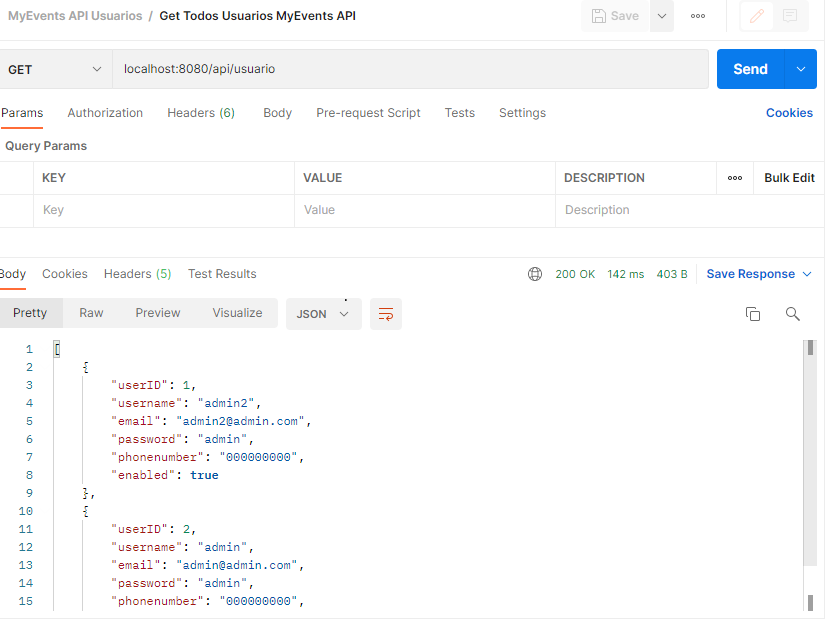 MyEvents API Usuarios / Get Todos Usuarios MyEvents API
Save
GET localhost:8080/api/usuario Send
Params Authorization Headers (6) Body Pre-request Script Tests Settings Cookies
Query Params
KEY VALUE DESCRIPTION Bulk Edit
Key Value Description
Body Cookies Headers (5) Test Results 200 OK 142 ms 403 B Save Response
Pretty Raw Preview Visualize JSON
1 [
2 {
3 "userID": 1,
4 "username": "admin2",
5 "email": "admin2@admin.com",
6 "password": "admin",
7 "phonenumber": "000000000",
8 "enabled": true
9 },
10 {
11 "userID": 2,
12 "username": "admin",
13 "email": "admin@admin.com",
14 "password": "admin",
15 "phonenumber": "000000000",